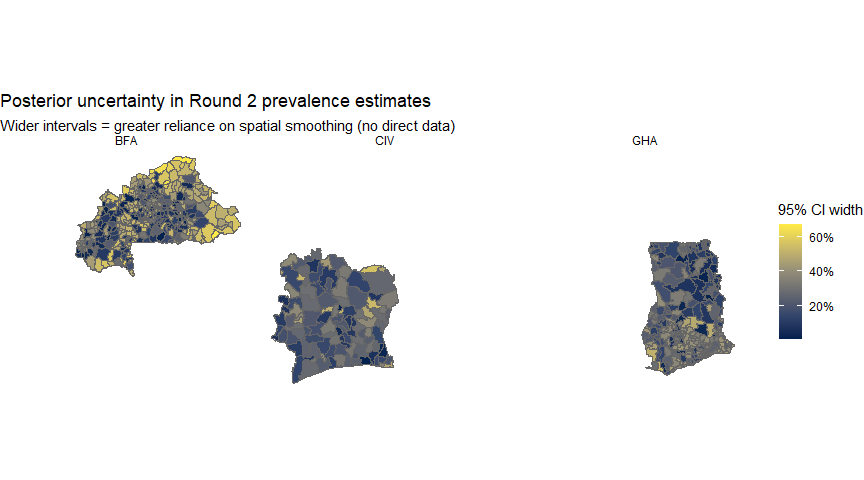 Posterior uncertainty in Round 2 prevalence estimates
Wider intervals = greater reliance on spatial smoothing (no direct data)
BFA
CIV
GHA
95% CI width
60%
40%
20%